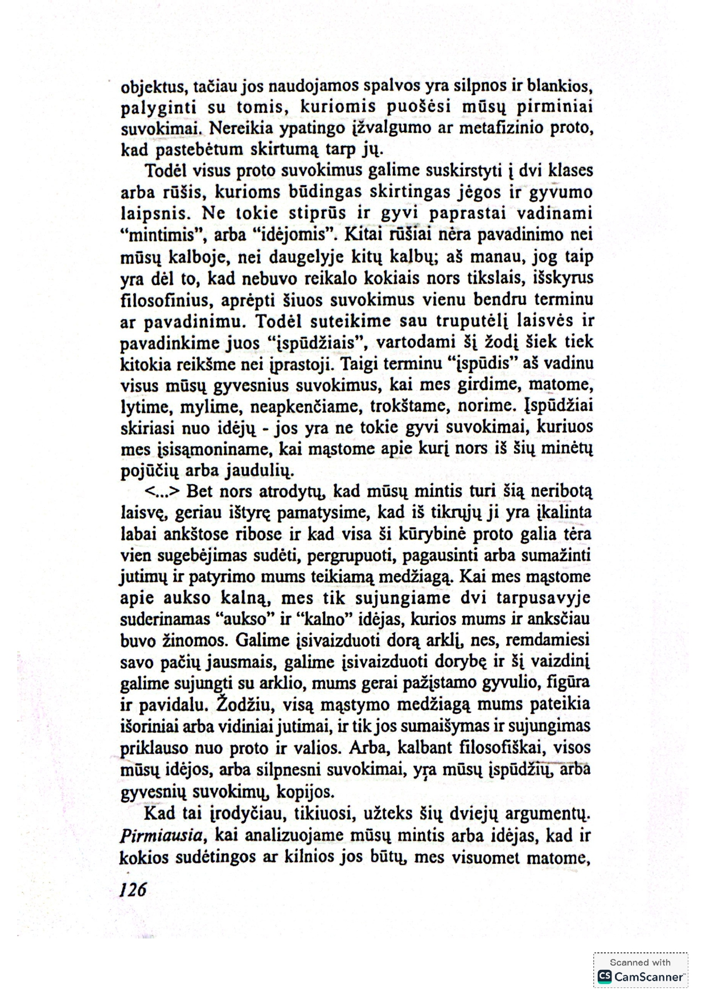 objektus, tačiau jos naudojamos spalvos yra silpnos ir blankios,
palyginti su tomis, kuriomis puošėsi mūsų pirminiai
suvokimai. Nereikia ypatingo įžvalgumo ar metafizinio proto,
kad pastebėtum skirtumą tarp jų.
Todėl visus proto suvokimus galime suskirstyti į dvi klases
arba rūšis, kurioms būdingas skirtingas jėgos ir gyvumo
laipsnis. Ne tokie stiprūs ir gyvi paprastai vadinami
“mintimis”, arba “idėjomis”. Kitai rūšiai nėra pavadinimo nei
mūsų kalboje, nei daugelyje kitų kalbų; aš manau, jog taip
yra dėl to, kad nebuvo reikalo kokiais nors tikslais, išskyrus
filosofinius, aprėpti šiuos suvokimus vienu bendru terminu
ar pavadinimu. Todėl suteikime sau truputėlį laisvės ir
pavadinkime juos “įspūdžiais”, vartodami šį žodį šiek tiek
kitokia reikšme nei įprastoji. Taigi terminu “įspūdis” aš vadinu
visus mūsų gyvesnius suvokimus, kai mes girdime, matome,
lytime, mylime, neapkenčiame, trokštame, norime. Įspūdžiai
skiriasi nuo idėjų - jos yra ne tokie gyvi suvokimai, kuriuos
mes įsisąmoniname, kai mąstome apie kurį nors iš šių minėtų
pojūčių arba jaudulių.
<...> Bet nors atrodytų, kad mūsų mintis turi šią neribotą
laisvę, geriau ištyrę pamatysime, kad iš tikrųjų ji yra įkalinta
labai ankštose ribose ir kad visa ši kūrybinė proto galia tėra
vien sugebėjimas sudėti, pergrupuoti, pagausinti arba sumažinti
jutimų ir patyrimo mums teikiamą medžiagą. Kai mes mąstome
apie aukso kalną, mes tik sujungiame dvi tarpusavyje
suderinamas “aukso” ir “kalno” idėjas, kurios mums ir anksčiau
buvo žinomos. Galime įsivaizduoti dorą arklį, nes, remdamiesi
savo pačių jausmais, galime įsivaizduoti dorybę ir šį vaizdinį
galime sujungti su arklio, mums gerai pažįstamo gyvulio, figūra
ir pavidalu. Žodžiu, visą mąstymo medžiagą mums pateikia
išoriniai arba vidiniai jutimai, ir tik jos sumaišymas ir sujungimas
priklauso nuo proto ir valios. Arba, kalbant filosofiškai, visos
mūsų idėjos, arba silpnesni suvokimai, yra mūsų įspūdžių, arba
gyvesnių suvokimų, kopijos.
Kad tai įrodyčiau, tikiuosi, užteks šių dviejų argumentų.
Pirmiausia, kai analizuojame mūsų mintis arba idėjas, kad ir
kokios sudėtingos ar kilnios jos būtų, mes visuomet matome,
126
Scanned with
CS CamScanner